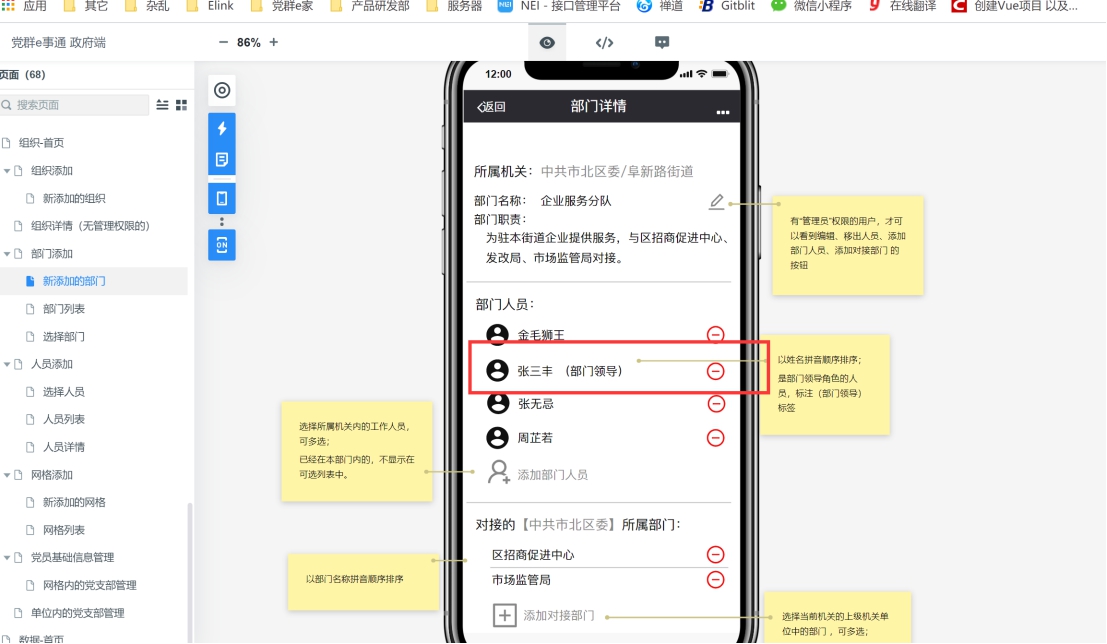 应用 其它 杂乱 Elink 党群e家 产品研发部 服务器 NEI - 接口管理平台 禅道 Gitblit 微信小程序 在线翻译 创建Vue项目 以及...
党群e事通 政府端
86%
页面（68）
搜索页面
组织-首页
组织添加
新添加的组织
组织详情（无管理权限的）
部门添加
新添加的部门
部门列表
选择部门
人员添加
选择人员
人员列表
人员详情
网格添加
新添加的网格
网格列表
党员基础信息管理
网格内的党支部管理
单位内的党支部管理
数据-首页
ON
12:00
返回 部门详情 ...
所属机关：中共市北区委/阜新路街道
部门名称： 企业服务分队
部门职责：
为驻本街道企业提供服务，与区招商促进中心、
发改局、市场监管局对接。
部门人员：
金毛狮王
张三丰 （部门领导）
张无忌
周芷若
添加部门人员
对接的【中共市北区委】所属部门：
区招商促进中心
市场监管局
添加对接部门
有“管理员”权限的用户，才可
以看到编辑、移出人员、添加
部门人员、添加对接部门 的
按钮
以姓名拼音顺序排序；
是部门领导角色的人
员，标注（部门领导）
标签
选择所属机关内的工作人员，
可多选；
已经在本部门内的，不显示在
可选列表中。
以部门名称拼音顺序排序
选择当前机关的上级机关单
位中的部门 ，可多选；